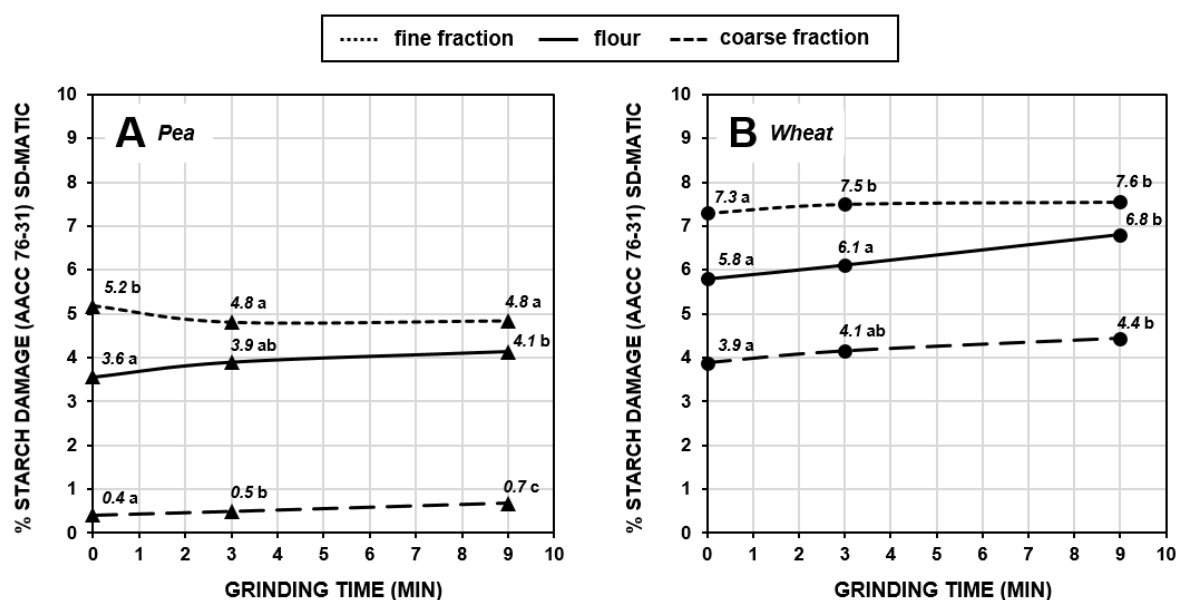 fine fraction flour coarse fraction
A Pea
% STARCH DAMAGE (AACC 76-31) SD-MATIC
10
9
8
7
6
5
4
3
2
1
0
5.2 b
4.8 a
4.8 a
3.6 a
3.9 ab
4.1 b
0.4 a
0.5 b
0.7 c
0 1 2 3 4 5 6 7 8 9 10
GRINDING TIME (MIN)
B Wheat
% STARCH DAMAGE (AACC 76-31) SD-MATIC
10
9
8
7
6
5
4
3
2
1
0
7.3 a
7.5 b
7.6 b
5.8 a
6.1 a
6.8 b
3.9 a
4.1 ab
4.4 b
0 1 2 3 4 5 6 7 8 9 10
GRINDING TIME (MIN)